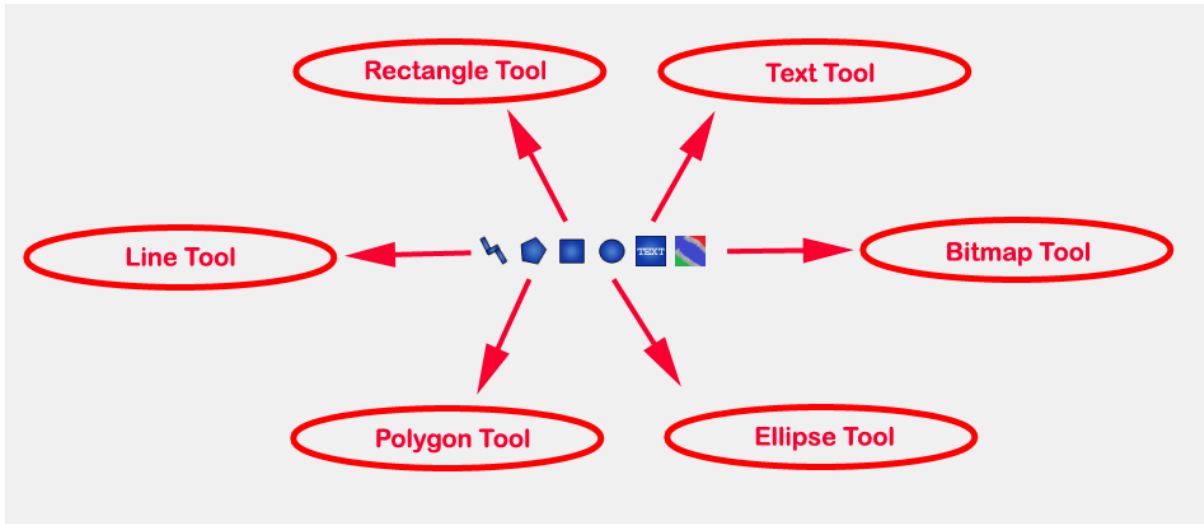 Rectangle Tool
Text Tool
Line Tool
TEXT
Bitmap Tool
Polygon Tool
Ellipse Tool